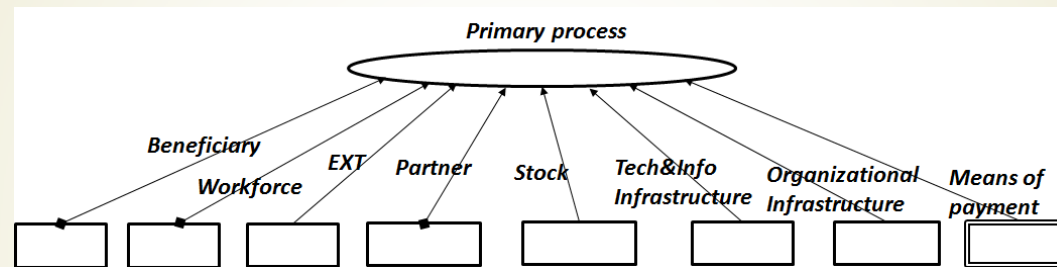 Primary process
Beneficiary
Workforce
EXT
Partner
Stock
Tech&Info
Infrastructure
Organizational
Infrastructure
Means of
payment